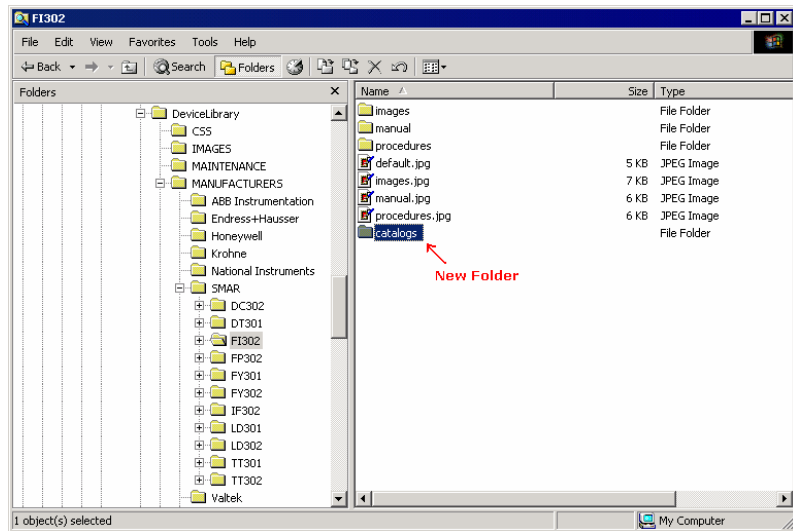 FI302
File Edit View Favorites Tools Help
Back Search Folders
Folders
Name Size Type
DeviceLibrary
CSS
IMAGES
MAINTENANCE
MANUFACTURERS
ABB Instrumentation
Endress+Hausser
Honeywell
Krohne
National Instruments
SMAR
DC302
DT301
FI302
FP302
FY301
FY302
IF302
LD301
LD302
TT301
TT302
Valtek
images File Folder
manual File Folder
procedures File Folder
default.jpg 5 KB JPEG Image
images.jpg 7 KB JPEG Image
manual.jpg 6 KB JPEG Image
procedures.jpg 6 KB JPEG Image
catalogs File Folder
New Folder
1 object(s) selected My Computer